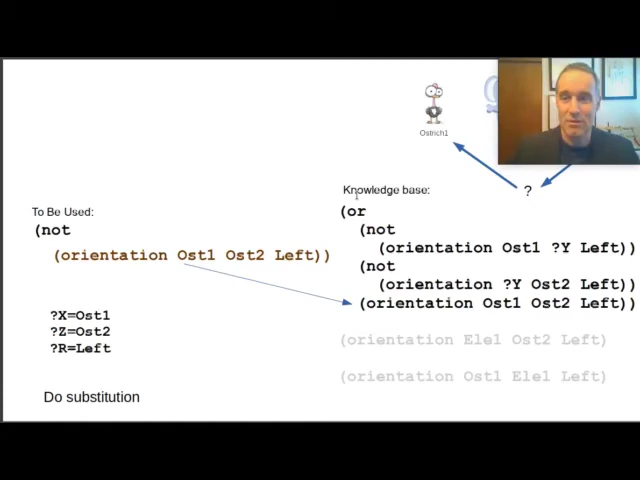 Ostrich1
?
To Be Used:
(not
(orientation Ost1 Ost2 Left))
?X=Ost1
?Z=Ost2
?R=Left
Do substitution
Knowledge base:
(or
(not
(orientation Ost1 ?Y Left))
(not
(orientation ?Y Ost2 Left))
(orientation Ost1 Ost2 Left))
(orientation Ele1 Ost2 Left)
(orientation Ost1 Ele1 Left)